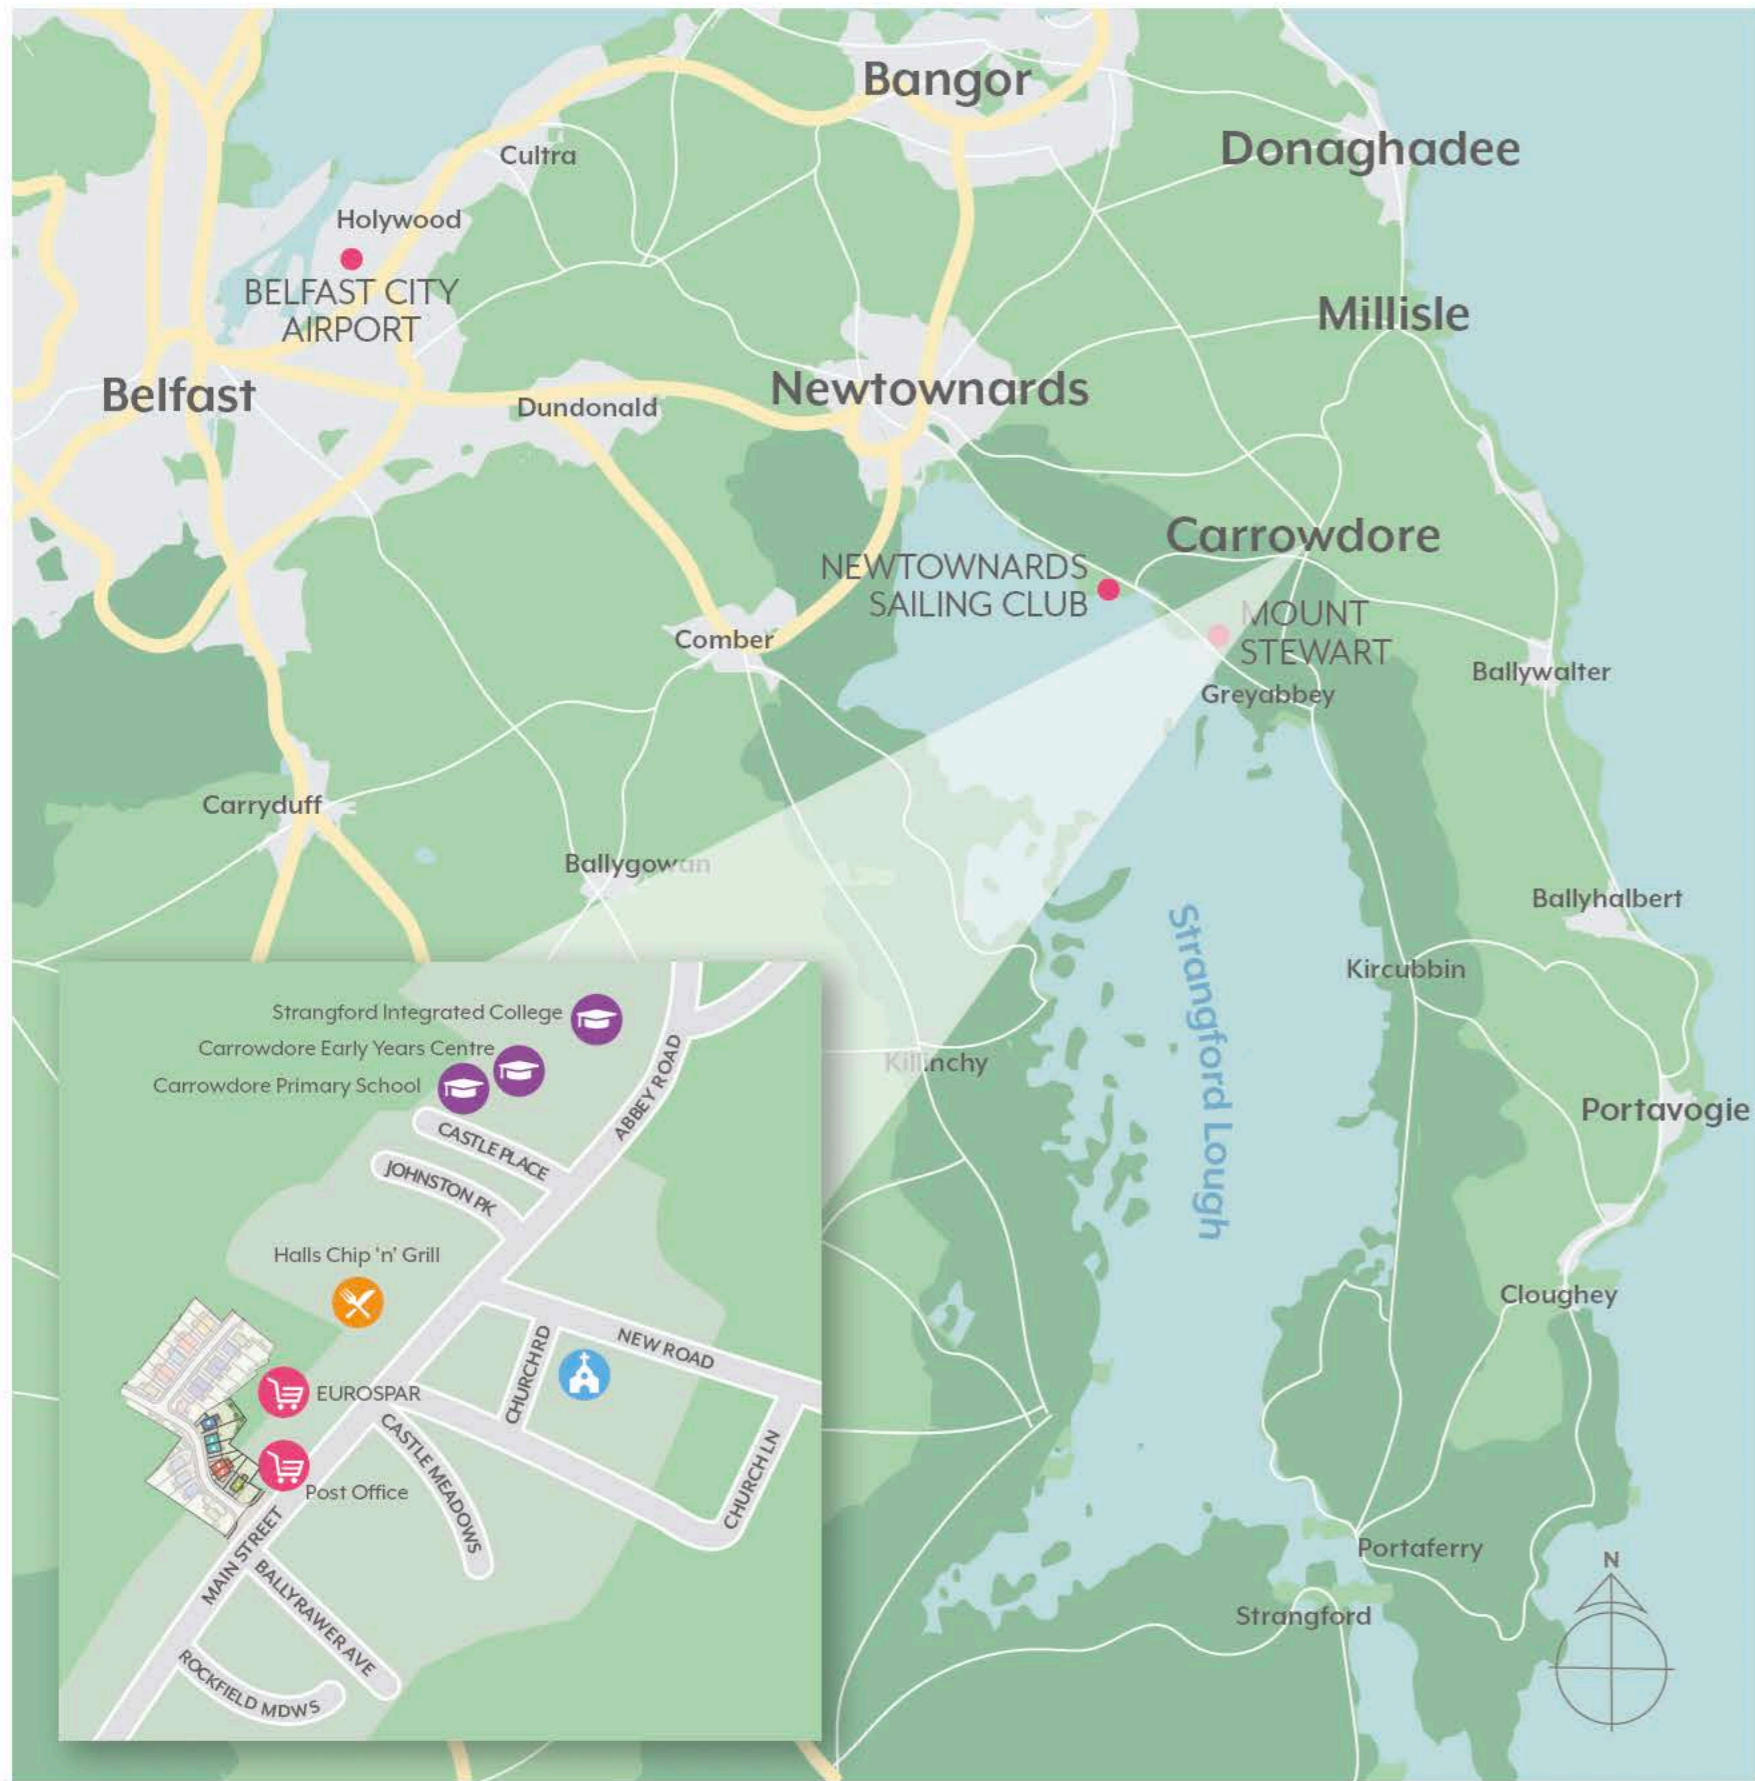 Bangor
Donaghadee
Cultra
Holywood
BELFAST CITY
AIRPORT
Millisle
Belfast
Dundonald
Newtownards
Carrowdore
NEWTOWNARDS
SAILING CLUB
MOUNT
STEWART
Comber
Ballywalter
Greyabbey
Carryduff
Ballygowan
Ballyhalbert
Strangford Lough
Kircubbin
Killinchy
Portavogie
Cloughey
Portaferry
Strangford
N
Strangford Integrated College
Carrowdore Early Years Centre
Carrowdore Primary School
ABBEY ROAD
CASTLE PLACE
JOHNSTON PK
Halls Chip ‘n’ Grill
NEW ROAD
CHURCH RD
EUROSPAR
CASTLE MEADOWS
CHURCH LN
Post Office
MAIN STREET
BALLYRAWER AVE
ROCKFIELD MDWS